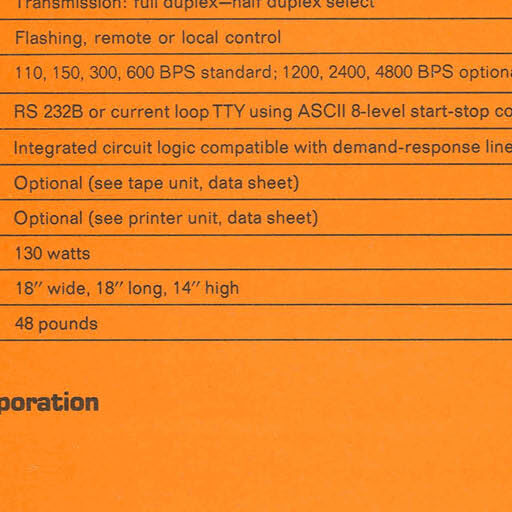 Transmission: full duplex—half duplex select
Flashing, remote or local control
110, 150, 300, 600 BPS standard; 1200, 2400, 4800 BPS option
RS 232B or current loop TTY using ASCII 8-level start-stop co
Integrated circuit logic compatible with demand-response line
Optional (see tape unit, data sheet)
Optional (see printer unit, data sheet)
130 watts
18″ wide, 18″ long, 14″ high
48 pounds
poration